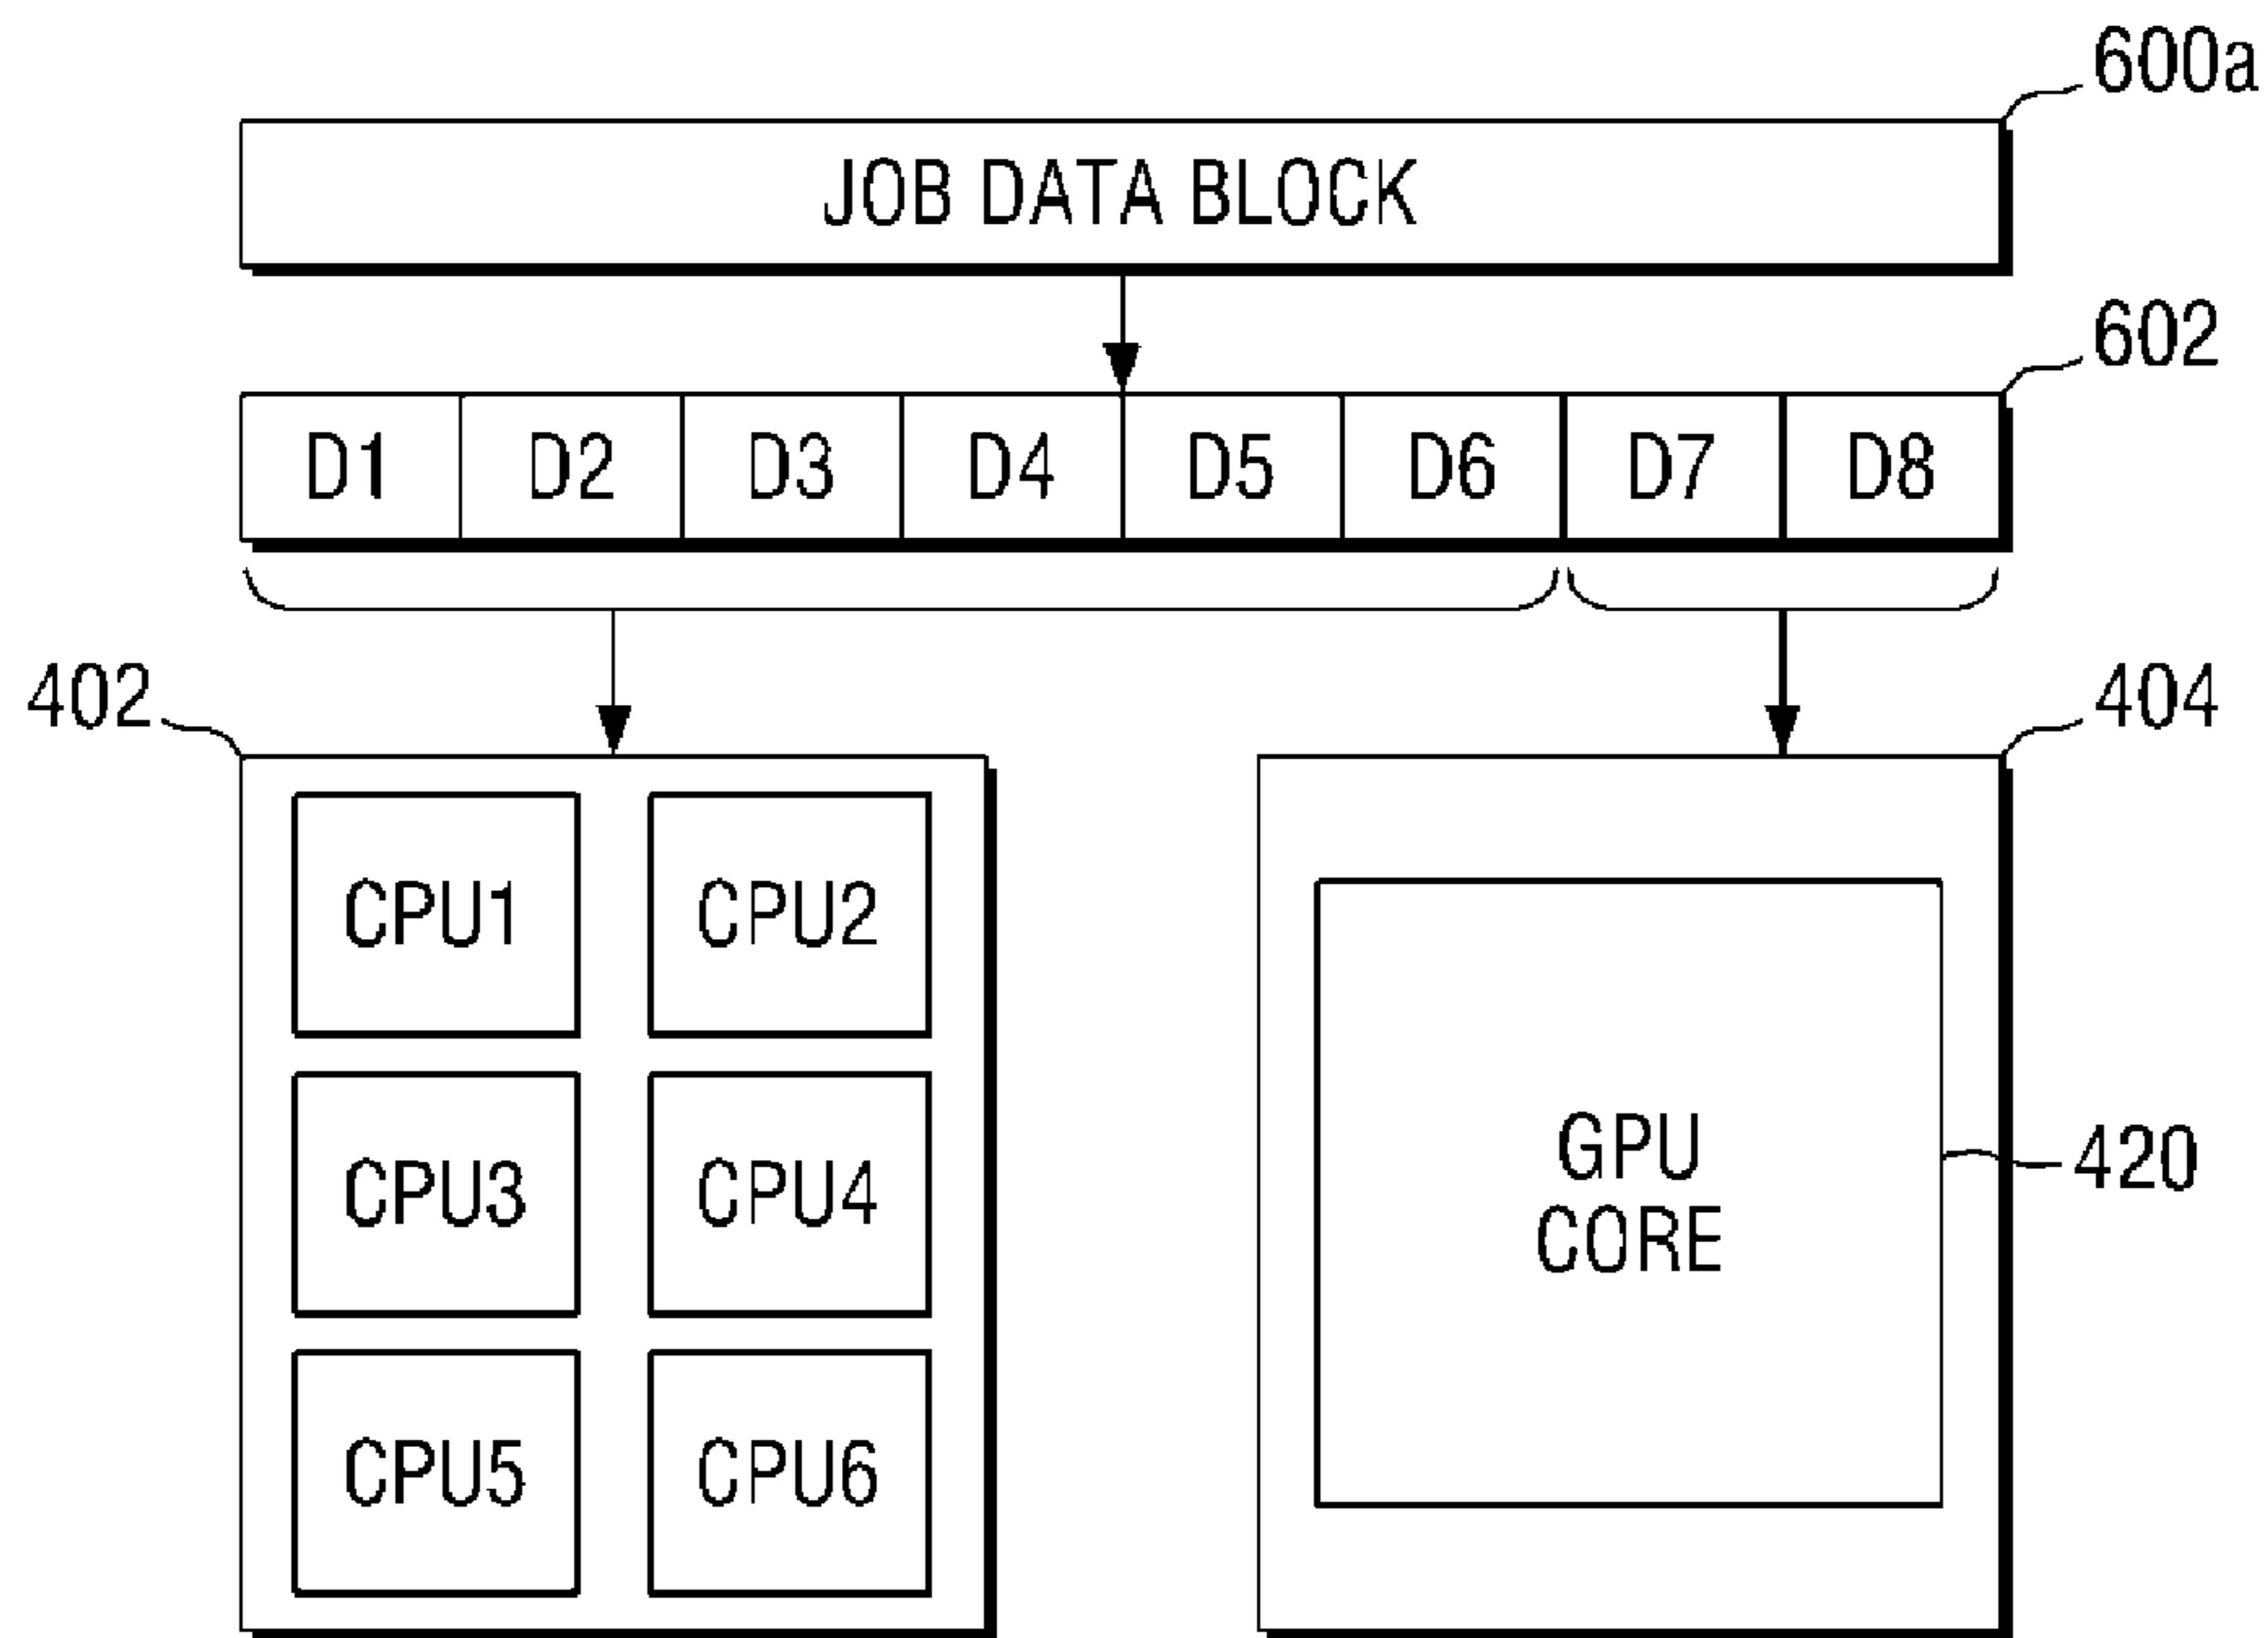 600a
JOB DATA BLOCK
602
D1 D2 D3 D4 D5 D6 D7 D8
402
404
CPU1 CPU2
CPU3 CPU4
CPU5 CPU6
GPU
CORE
420